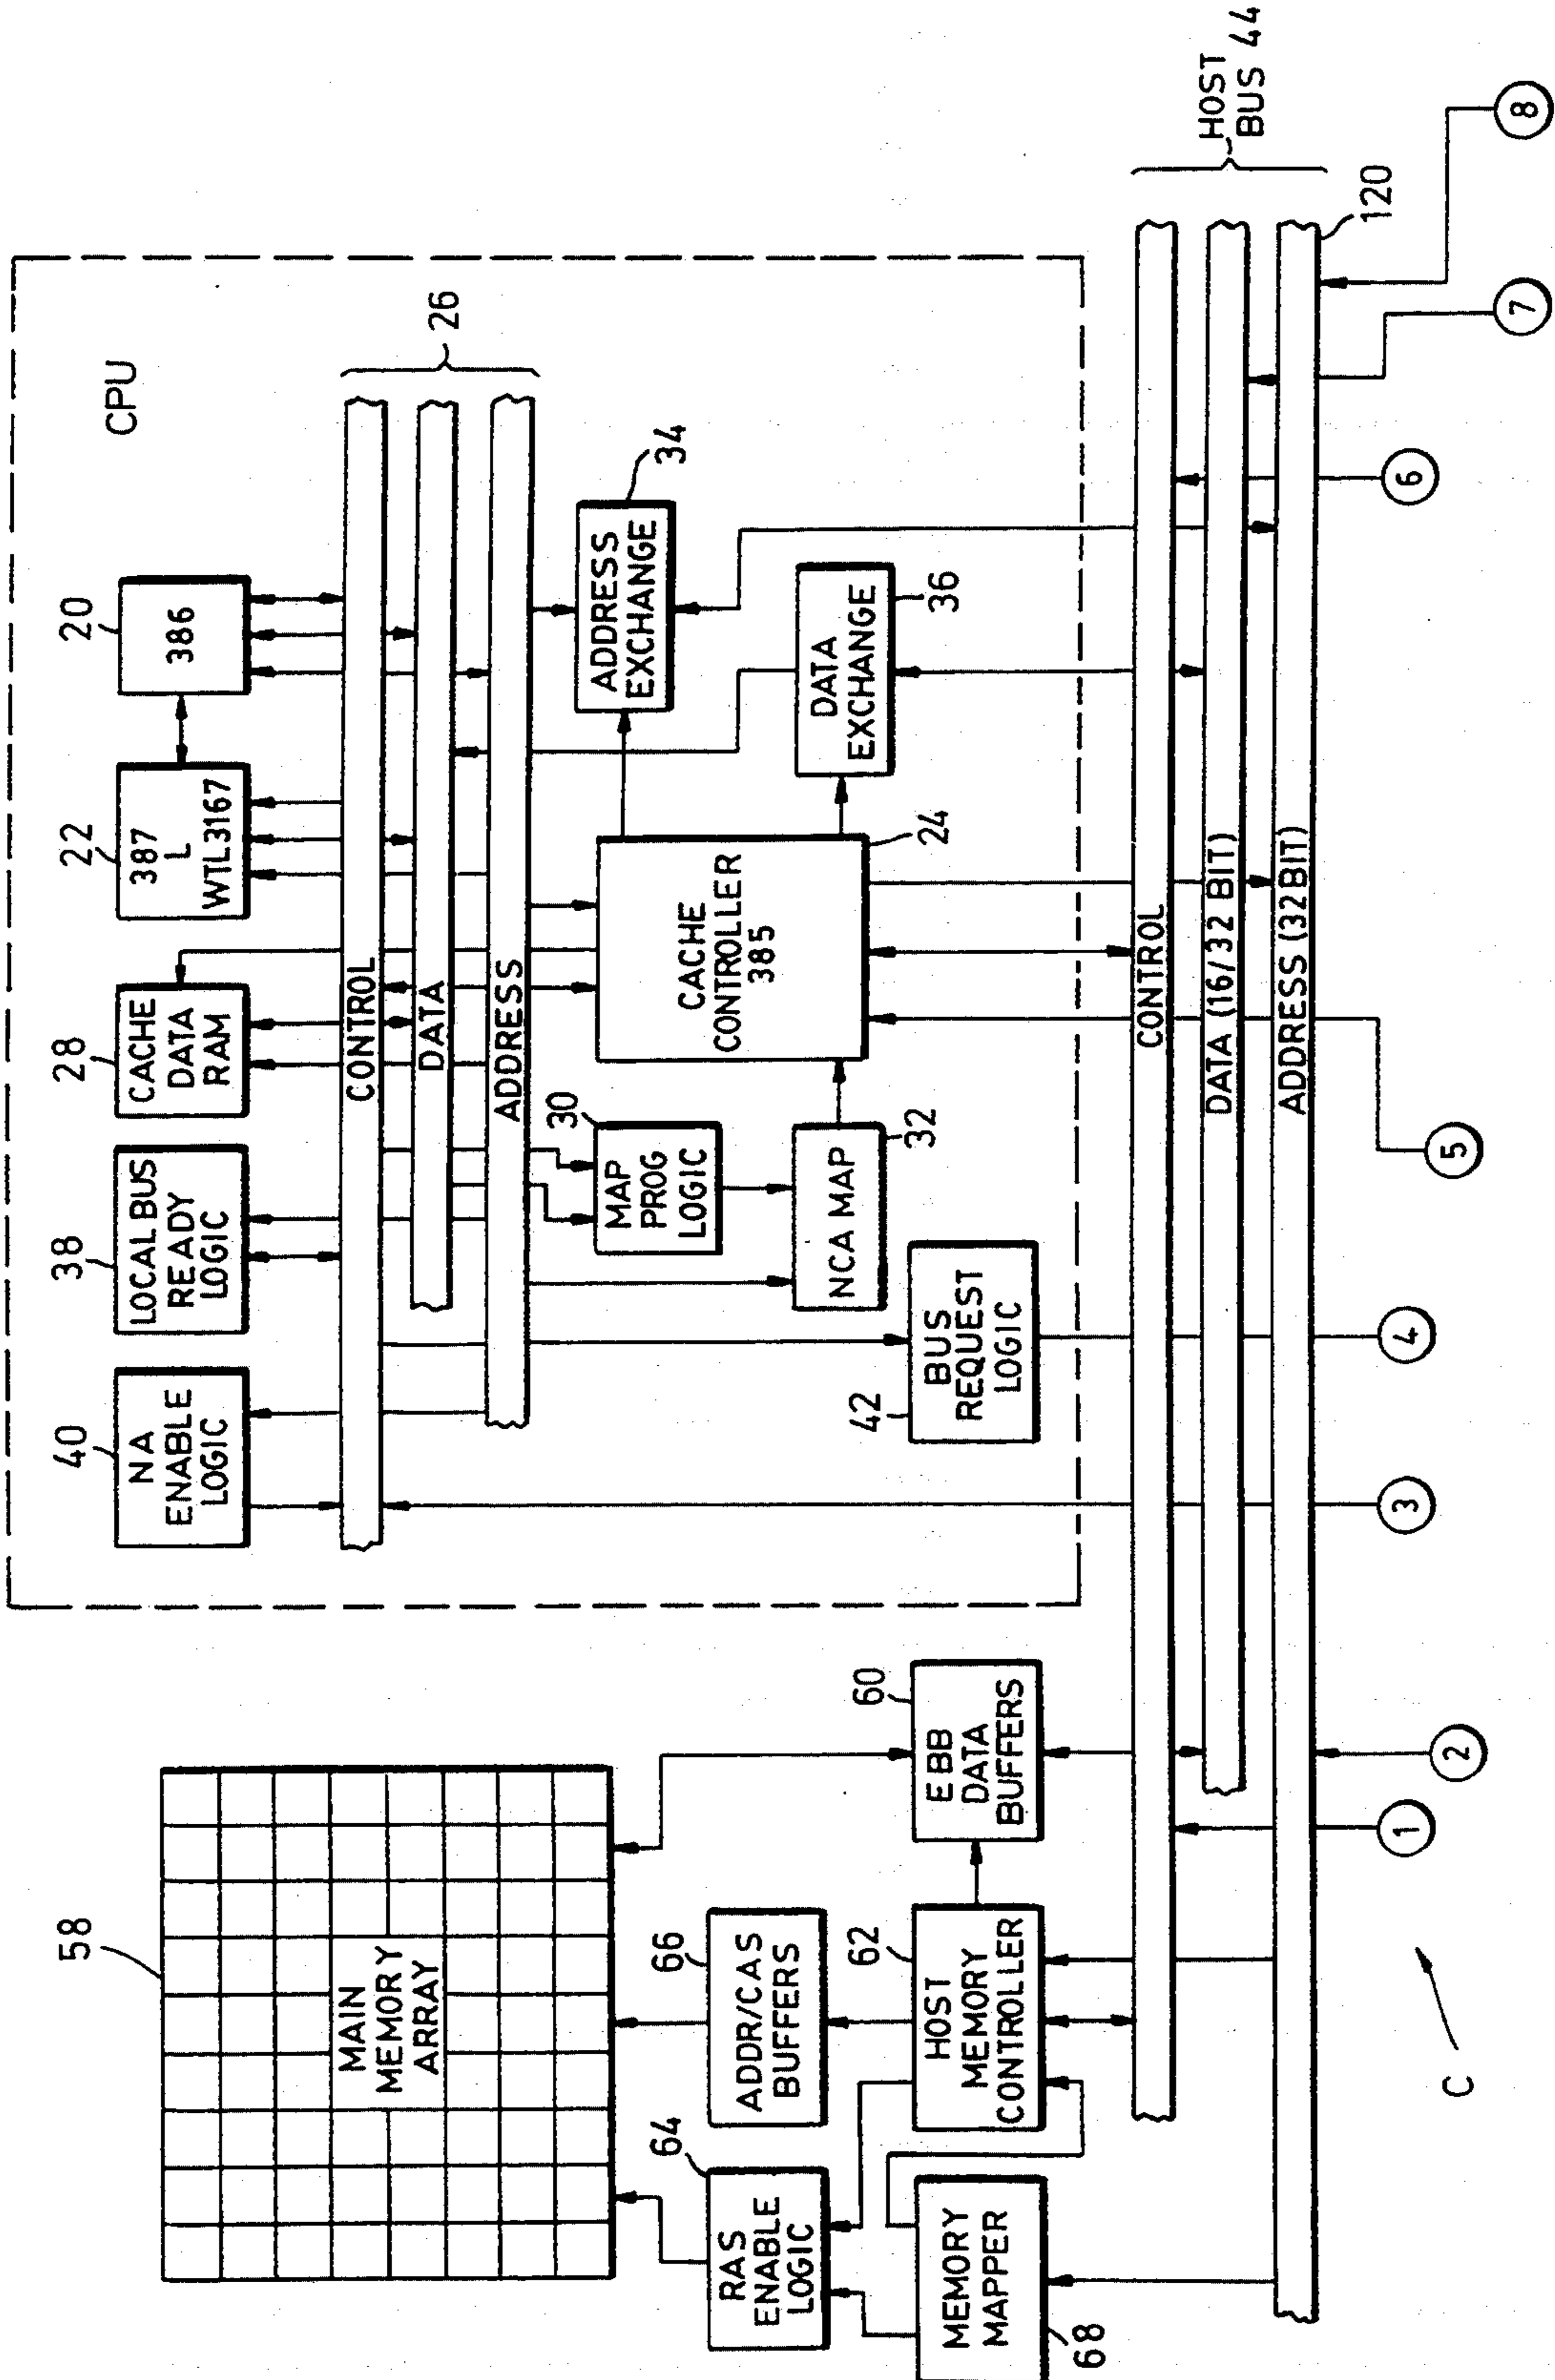 CPU
20
386
22
387
L
WTL3167
28
CACHE
DATA
RAM
38
LOCAL BUS
READY
LOGIC
40
NA
ENABLE
LOGIC
CONTROL
DATA
ADDRESS
26
34
ADDRESS
EXCHANGE
36
DATA
EXCHANGE
24
CACHE
CONTROLLER
385
30
MAP
PROG
LOGIC
32
NCA MAP
42
BUS
REQUEST
LOGIC
58
MAIN
MEMORY
ARRAY
60
EBB
DATA
BUFFERS
66
ADDR/CAS
BUFFERS
62
HOST
MEMORY
CONTROLLER
64
RAS
ENABLE
LOGIC
MEMORY
MAPPER
68
CONTROL
DATA (16/32 BIT)
ADDRESS (32BIT)
HOST
BUS 44
120
1
2
3
4
5
6
7
8
C